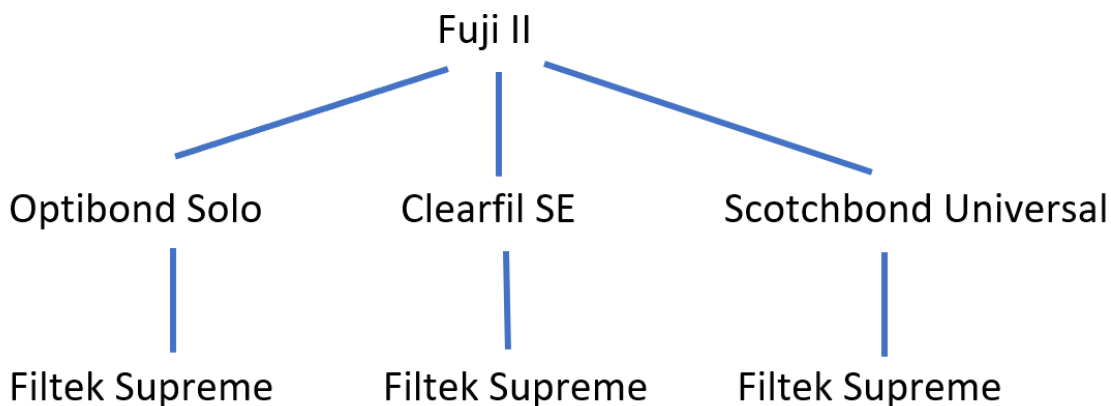 Fuji II
Optibond Solo
Clearfil SE
Scotchbond Universal
Filtek Supreme
Filtek Supreme
Filtek Supreme